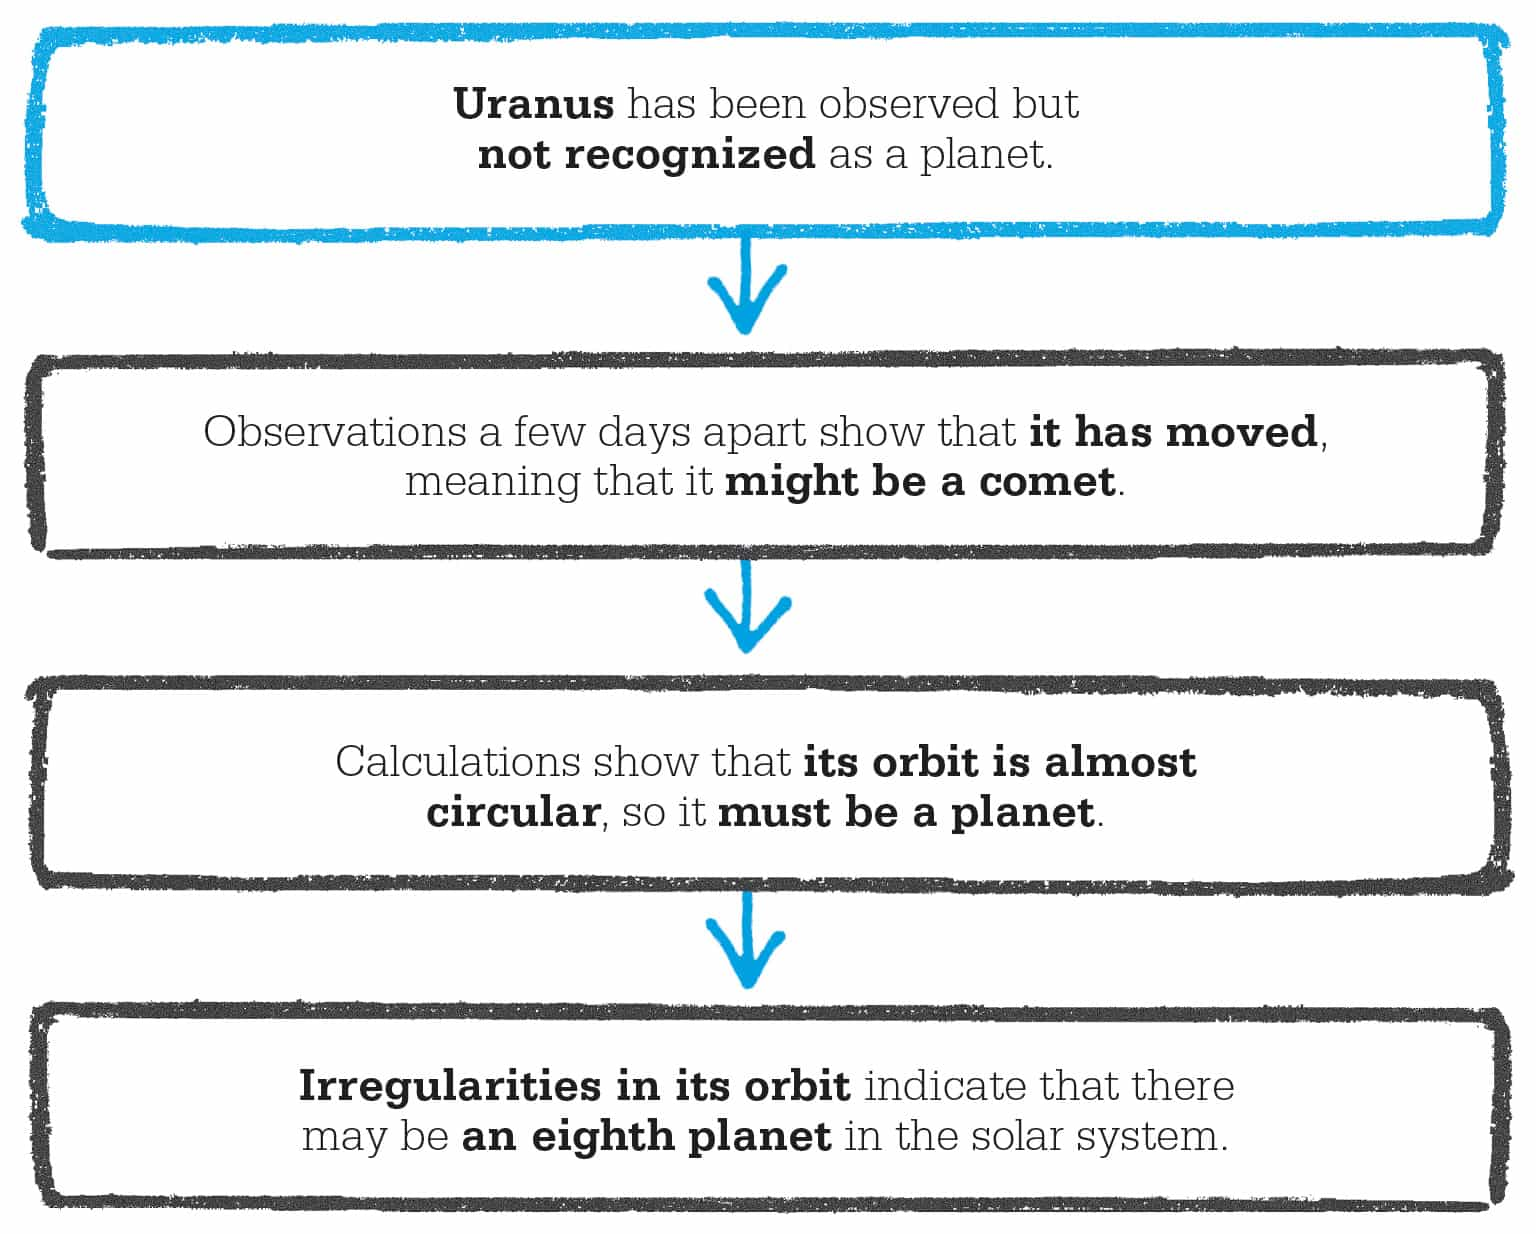 Uranus has been observed but
not recognized as a planet.
Observations a few days apart show that it has moved,
meaning that it might be a comet.
Calculations show that its orbit is almost
circular, so it must be a planet.
Irregularities in its orbit indicate that there
may be an eighth planet in the solar system.